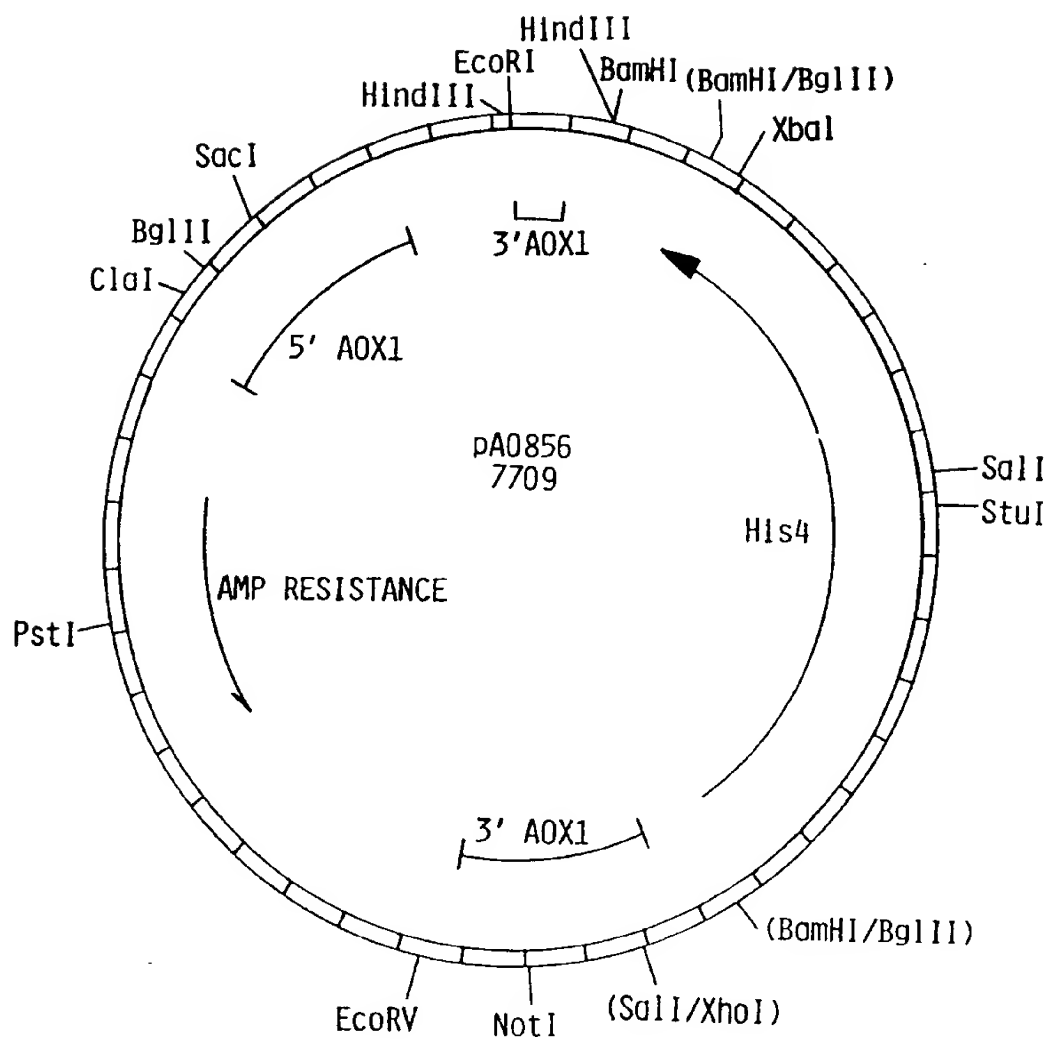 HindIII
EcoRI
BamHI
(BamHI/BglII)
HindIII
XbaI
SacI
BglII
3'AOX1
ClaI
5' AOX1
pAO856
7709
SalI
StuI
His4
AMP RESISTANCE
PstI
3' AOX1
(BamHI/BglII)
(SalI/XhoI)
EcoRV
NotI